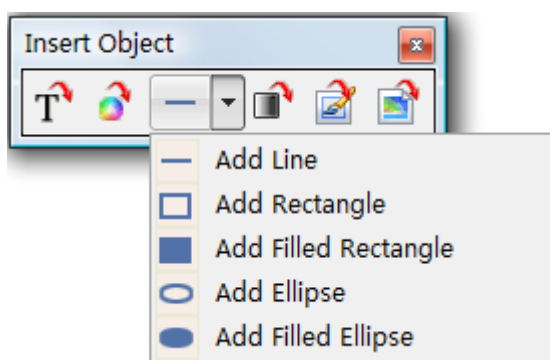 Insert Object
T
Add Line
Add Rectangle
Add Filled Rectangle
Add Ellipse
Add Filled Ellipse